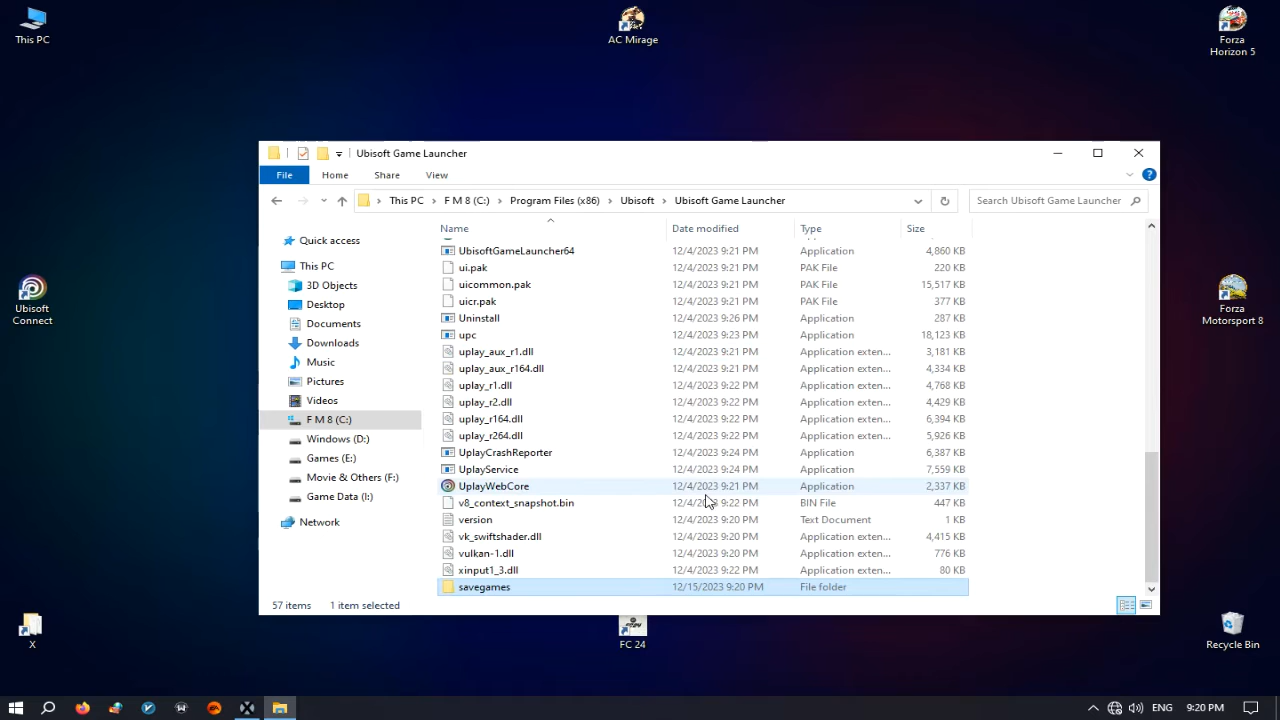 This PC
AC Mirage
Forza
Horizon 5
Ubisoft Game Launcher
File Home Share View
This PC F M 8 (C:) Program Files (x86) Ubisoft Ubisoft Game Launcher Search Ubisoft Game Launcher
Name Date modified Type Size
Quick access
This PC
3D Objects
Desktop
Documents
Downloads
Music
Pictures
Videos
F M 8 (C:)
Windows (D:)
Games (E:)
Movie & Others (F:)
Game Data (I:)
Network
UbisoftGameLauncher64 12/4/2023 9:21 PM Application 4,860 KB
ui.pak 12/4/2023 9:21 PM PAK File 220 KB
uicommon.pak 12/4/2023 9:21 PM PAK File 15,517 KB
uicr.pak 12/4/2023 9:21 PM PAK File 377 KB
Uninstall 12/4/2023 9:26 PM Application 287 KB
upc 12/4/2023 9:23 PM Application 18,123 KB
uplay_aux_r1.dll 12/4/2023 9:21 PM Application exten... 3,181 KB
uplay_aux_r164.dll 12/4/2023 9:21 PM Application exten... 4,334 KB
uplay_r1.dll 12/4/2023 9:22 PM Application exten... 4,768 KB
uplay_r2.dll 12/4/2023 9:22 PM Application exten... 4,429 KB
uplay_r164.dll 12/4/2023 9:22 PM Application exten... 6,394 KB
uplay_r264.dll 12/4/2023 9:22 PM Application exten... 5,926 KB
UplayCrashReporter 12/4/2023 9:24 PM Application 6,387 KB
UplayService 12/4/2023 9:24 PM Application 7,559 KB
UplayWebCore 12/4/2023 9:21 PM Application 2,337 KB
v8_context_snapshot.bin 12/4/2023 9:22 PM BIN File 447 KB
version 12/4/2023 9:20 PM Text Document 1 KB
vk_swiftshader.dll 12/4/2023 9:20 PM Application exten... 4,415 KB
vulkan-1.dll 12/4/2023 9:20 PM Application exten... 776 KB
xinput1_3.dll 12/4/2023 9:22 PM Application exten... 80 KB
savegames 12/15/2023 9:20 PM File folder
57 items 1 item selected
Ubisoft
Connect
Forza
Motorsport 8
X
FC 24
Recycle Bin
ENG 9:20 PM